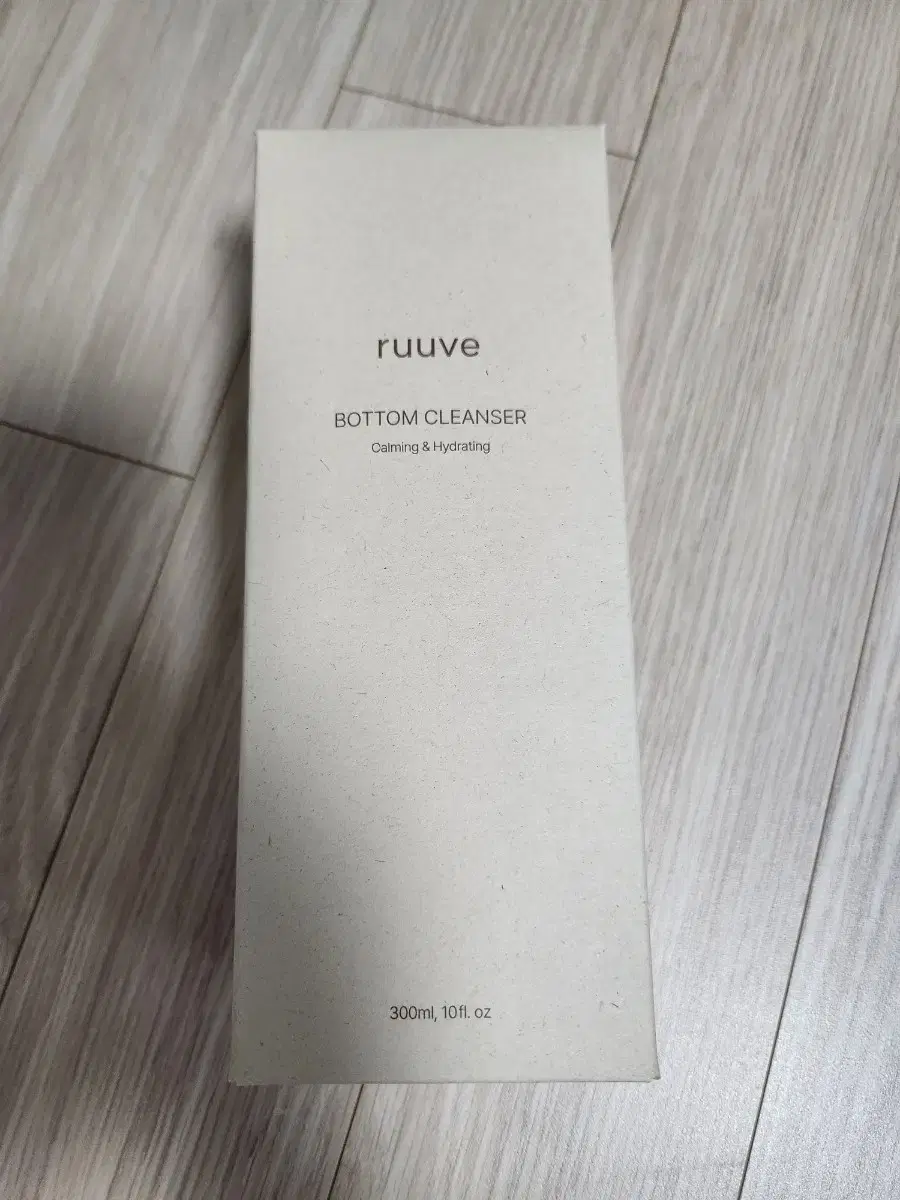 ruuve
BOTTOM CLEANSER
Calming & Hydrating
300ml, 10fl. oz